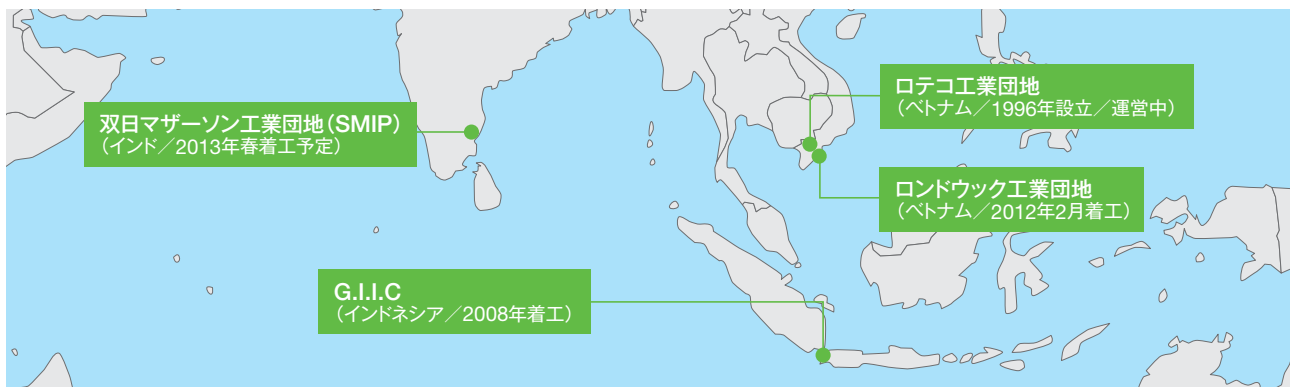 双日マザーソン工業団地（SMIP）
（インド／2013年春着工予定）
ロテコ工業団地
（ベトナム／1996年設立／運営中）
ロンドウック工業団地
（ベトナム／2012年2月着工）
G.I.I.C
（インドネシア／2008年着工）